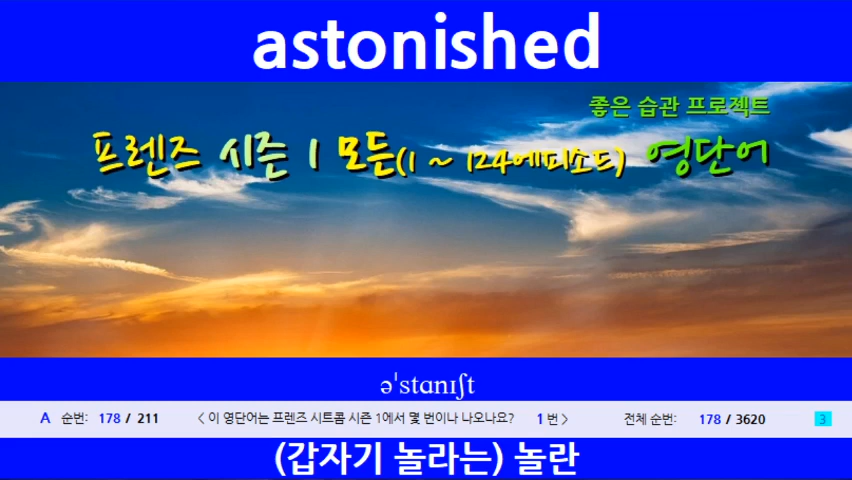 astonished
좋은 습관 프로젝트
프렌즈 시즌 1 모든(1 ~ 124에피소드) 영단어
ə'stɑnɪʃt
A 순번: 178 / 211 < 이 영단어는 프렌즈 시트콤 시즌 1에서 몇 번이나 나오나요? 1 번 > 전체 순번: 178 / 3620 3
(갑자기 놀라는) 놀란